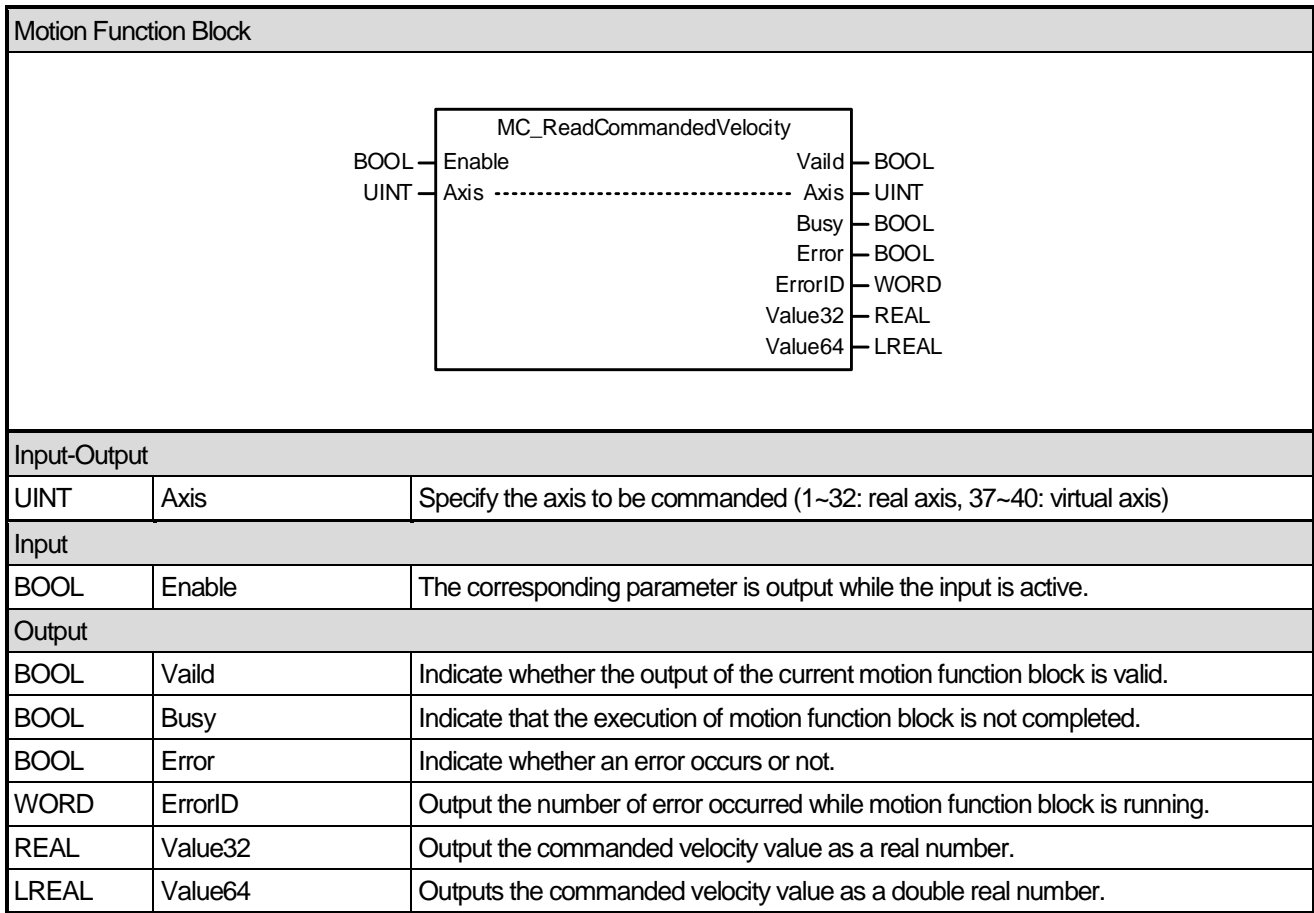 Motion Function Block
MC_ReadCommandedVelocity
BOOL Enable Vaild BOOL
UINT Axis Axis UINT
Busy BOOL
Error BOOL
ErrorID WORD
Value32 REAL
Value64 LREAL
Input-Output
UINT Axis Specify the axis to be commanded (1~32: real axis, 37~40: virtual axis)
Input
BOOL Enable The corresponding parameter is output while the input is active.
Output
BOOL Vaild Indicate whether the output of the current motion function block is valid.
BOOL Busy Indicate that the execution of motion function block is not completed.
BOOL Error Indicate whether an error occurs or not.
WORD ErrorID Output the number of error occurred while motion function block is running.
REAL Value32 Output the commanded velocity value as a real number.
LREAL Value64 Outputs the commanded velocity value as a double real number.